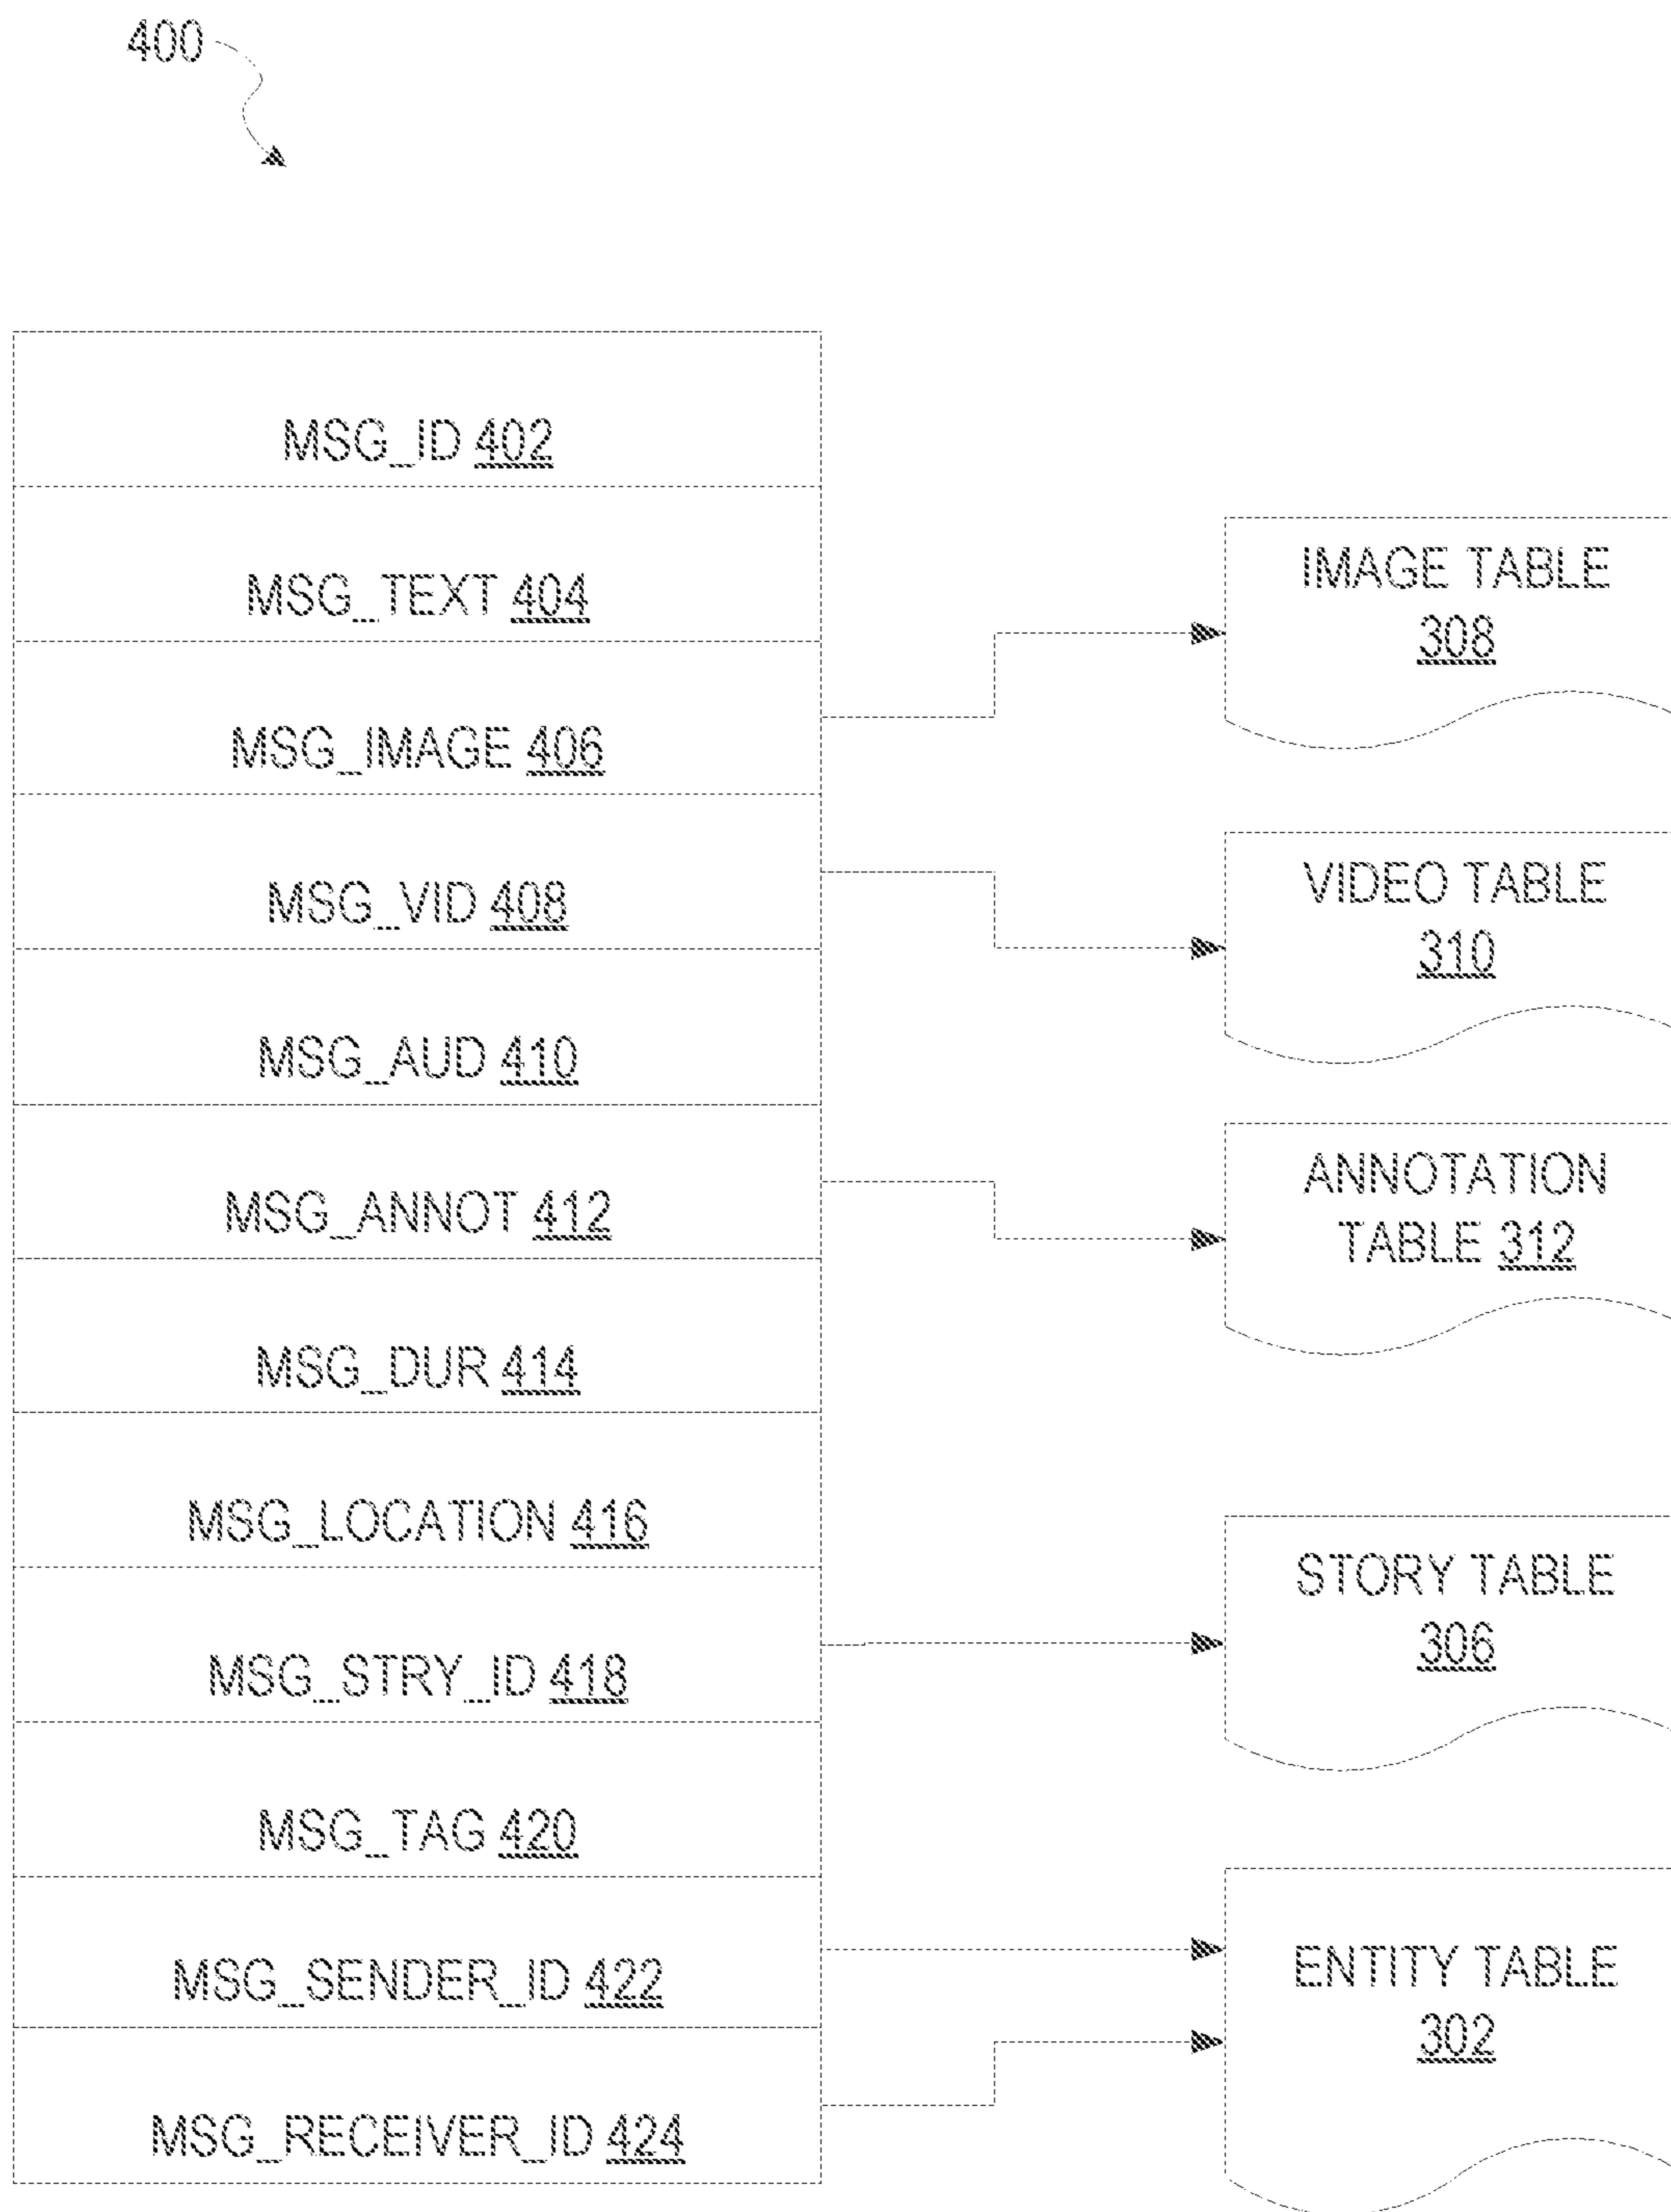 400
MSG_ID 402
MSG_TEXT 404
MSG_IMAGE 406
MSG_VID 408
MSG_AUD 410
MSG_ANNOT 412
MSG_DUR 414
MSG_LOCATION 416
MSG_STRY_ID 418
MSG_TAG 420
MSG_SENDER_ID 422
MSG_RECEIVER_ID 424
IMAGE TABLE
308
VIDEO TABLE
310
ANNOTATION
TABLE 312
STORY TABLE
306
ENTITY TABLE
302